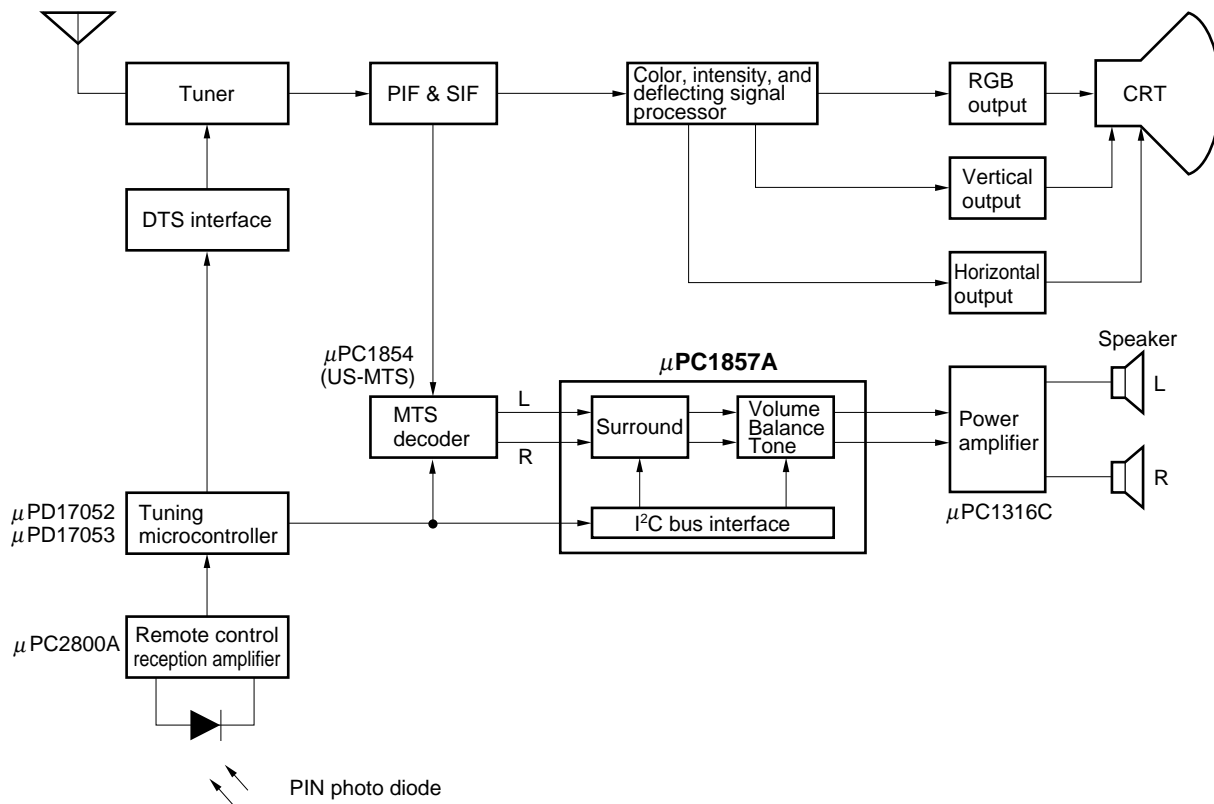 Tuner
PIF & SIF
Color, intensity, and
deflecting signal
processor
RGB
output
CRT
DTS interface
Vertical
output
Horizontal
output
μPC1854
(US-MTS)
μPC1857A
Speaker
MTS
decoder
L
R
Surround
Volume
Balance
Tone
Power
amplifier
L
R
μPD17052
μPD17053
Tuning
microcontroller
I²C bus interface
μPC1316C
μPC2800A
Remote control
reception amplifier
PIN photo diode